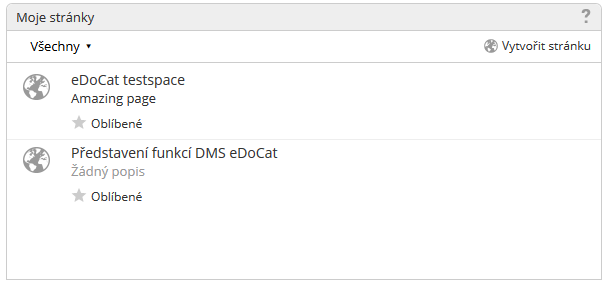 Moje stránky
?
Všechny
Vytvořit stránku
eDoCat testspace
Amazing page
Oblíbené
Představení funkcí DMS eDoCat
Žádný popis
Oblíbené